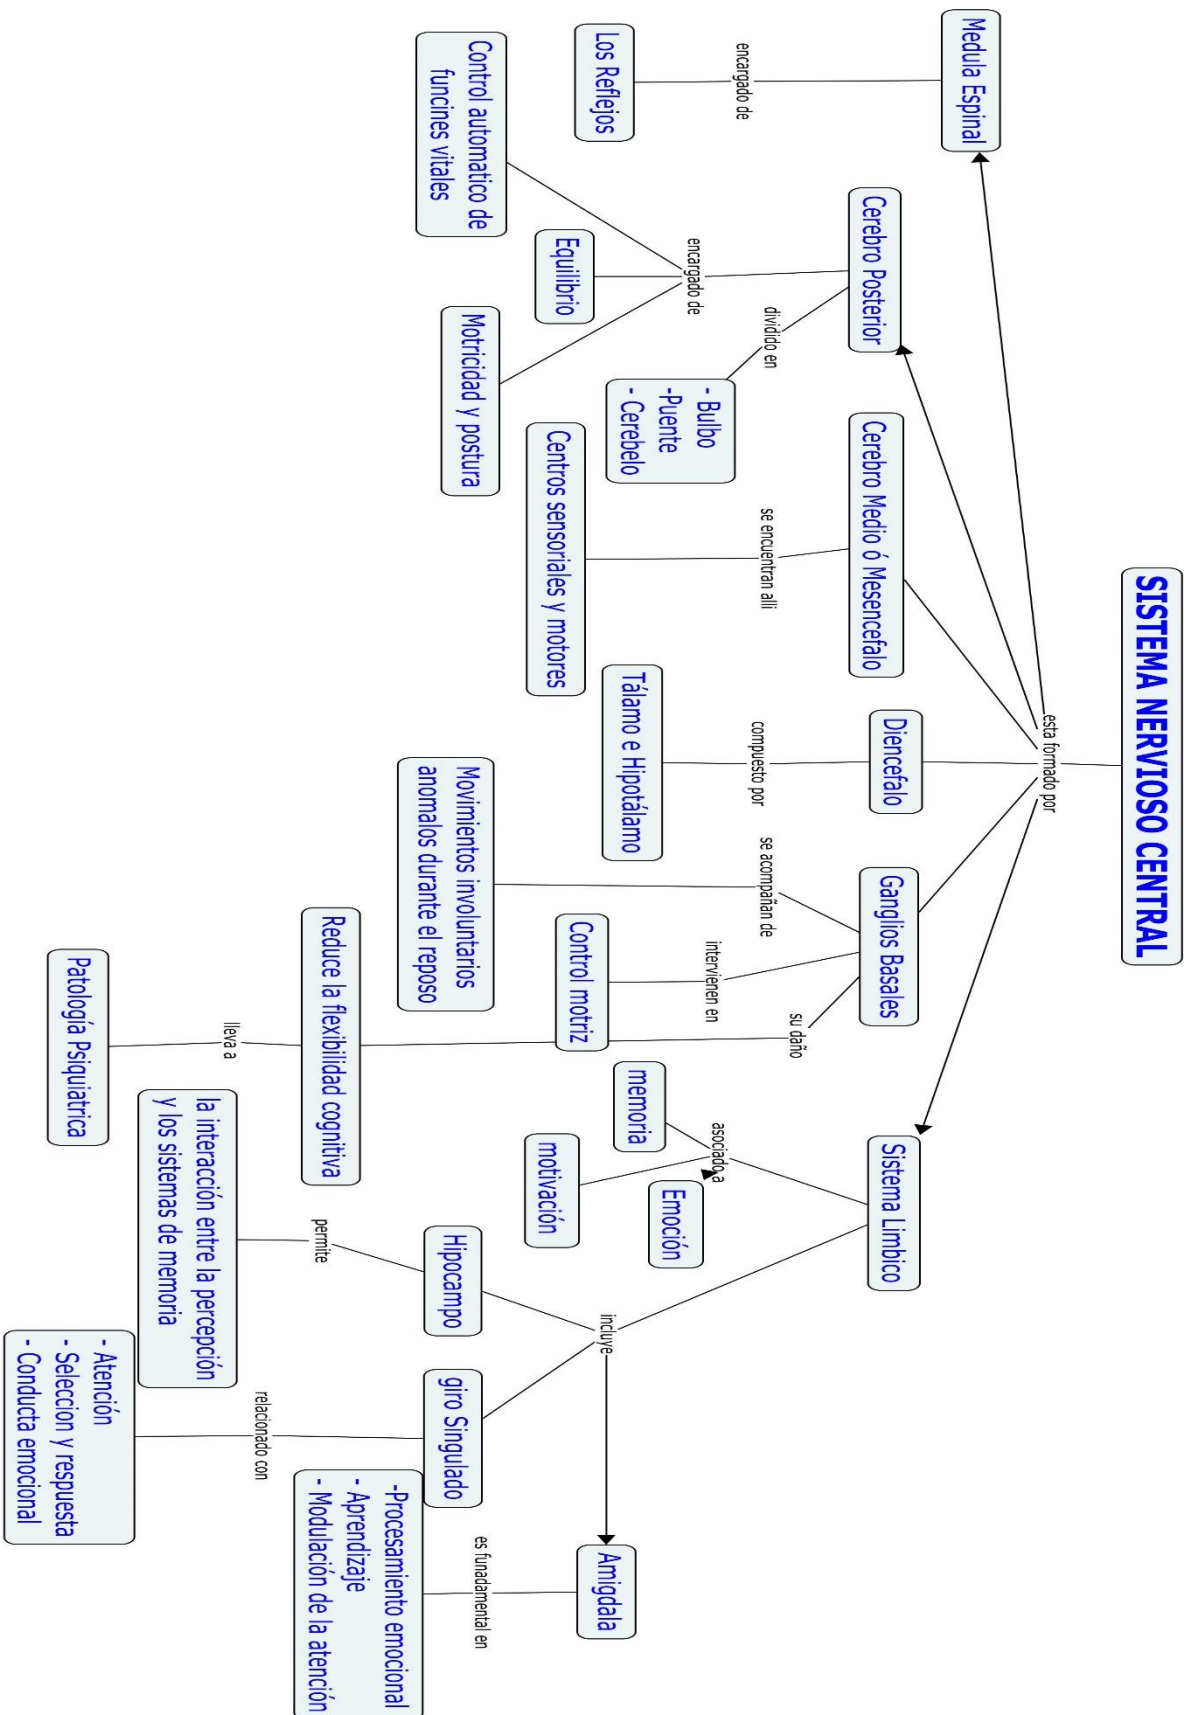 SISTEMA NERVIOSO CENTRAL
esta formado por
Medula Espinal
encargado de
Los Reflejos
Cerebro Posterior
encargado de
Control automatico de
funcines vitales
Equilibrio
Motricidad y postura
dividido en
- Bulbo
-Puente
- Cerebelo
Cerebro Medio ó Mesencefalo
se encuentran alli
Centros sensoriales y motores
Diencefalo
compuesto por
Tálamo e Hipotálamo
Ganglios Basales
se acompañan de
Movimientos involuntarios
anomalos durante el reposo
intervienen en
Control motriz
su daño
Reduce la flexibilidad cognitiva
lleva a
Patología Psiquiatrica
Sistema Limbico
asociado a
memoria
motivación
Emoción
incluye
Hipocampo
permite
la interacción entre la percepción
y los sistemas de memoria
giro Singulado
relacionado con
- Atención
- Seleccion y respuesta
- Conducta emocional
Amigdala
es funadamental en
-Procesamiento emocional
- Aprendizaje
- Modulación de la atención